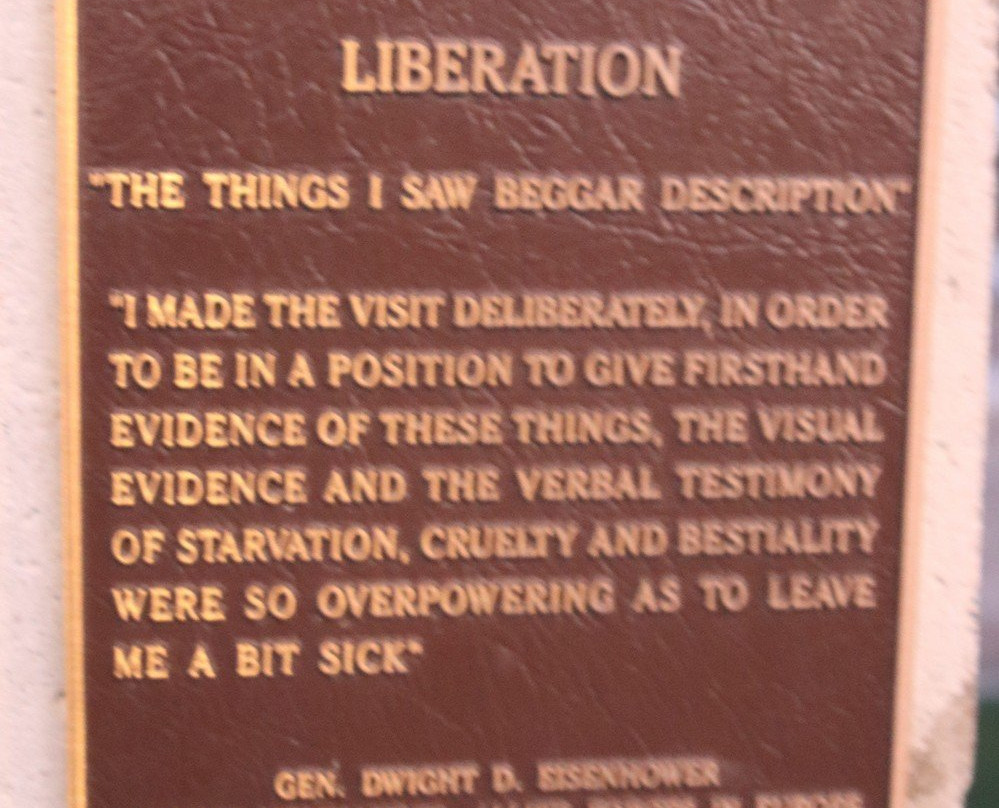 LIBERATION
"THE THINGS I SAW BEGGAR DESCRIPTION"
"I MADE THE VISIT DELIBERATELY, IN ORDER
TO BE IN A POSITION TO GIVE FIRSTHAND
EVIDENCE OF THESE THINGS, THE VISUAL
EVIDENCE AND THE VERBAL TESTIMONY
OF STARVATION, CRUELTY AND BESTIALITY
WERE SO OVERPOWERING AS TO LEAVE
ME A BIT SICK"
GEN. DWIGHT D. EISENHOWER